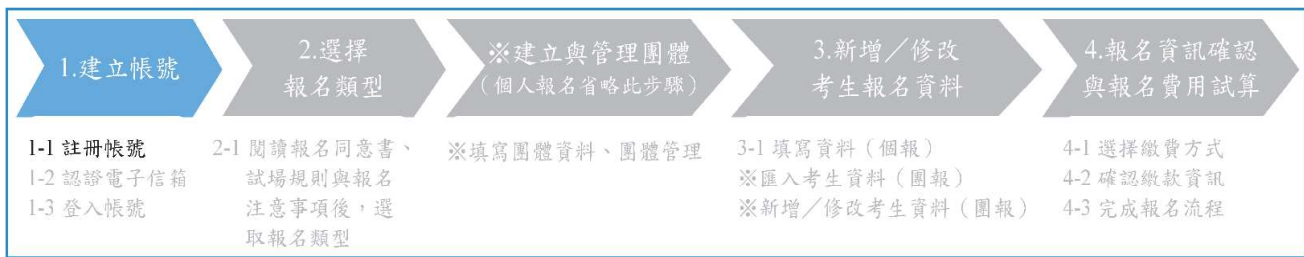 1.建立帳號
2.選擇
報名類型
※建立與管理團體
（個人報名省略此步驟）
3.新增／修改
考生報名資料
4.報名資訊確認
與報名費用試算
1-1 註冊帳號
1-2 認證電子信箱
1-3 登入帳號
2-1 閱讀報名同意書、
試場規則與報名
注意事項後，選
取報名類型
※填寫團體資料、團體管理
3-1 填寫資料（個報）
※匯入考生資料（團報）
※新增／修改考生資料（團報）
4-1 選擇繳費方式
4-2 確認繳款資訊
4-3 完成報名流程